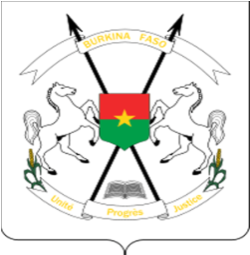 BURKINA FASO
Unité Progrès Justice